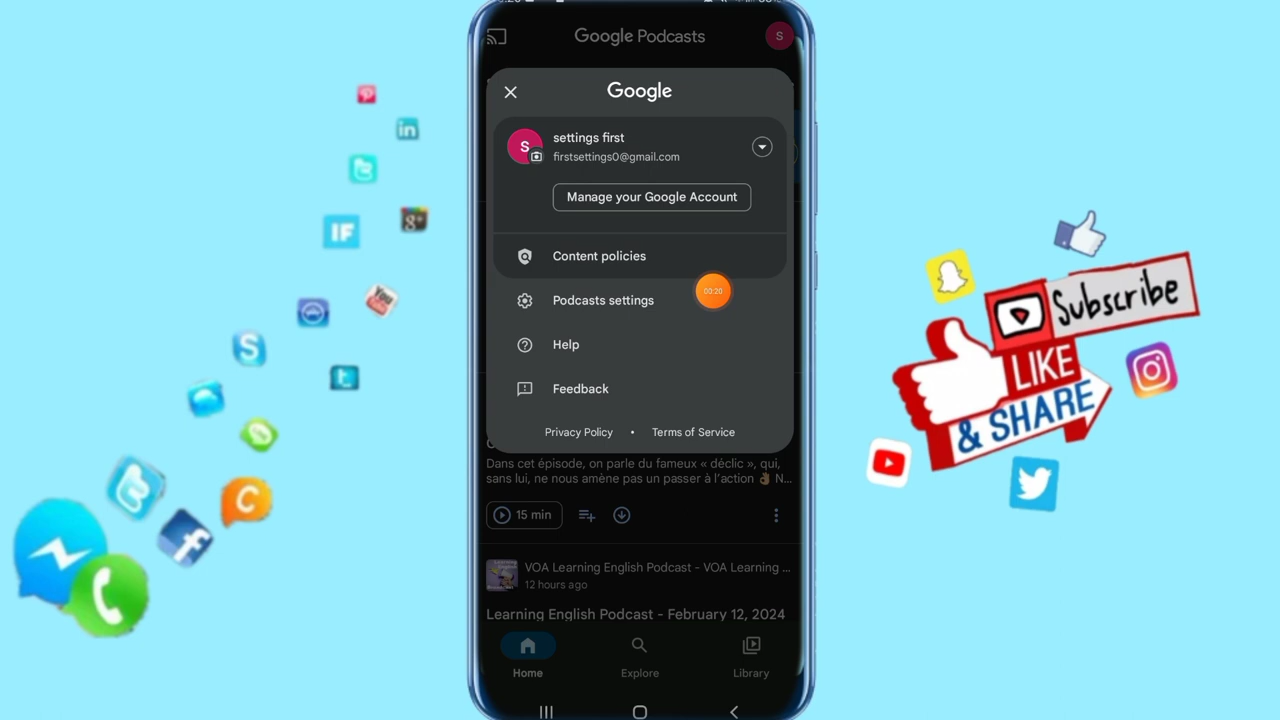 Google Podcasts
S
Google
S
settings first
firstsettings0@gmail.com
Manage your Google Account
Content policies
Podcasts settings
00:20
Help
Feedback
Privacy Policy • Terms of Service
Dans cet épisode, on parle du fameux « déclic », qui,
sans lui, ne nous amène pas un passer à l'action 👌 N...
15 min
VOA Learning English Podcast - VOA Learning ...
12 hours ago
Learning English Podcast - February 12, 2024
Home
Explore
Library
in
IF
g+
You
S
t
C
f
Subscribe
LIKE
& SHARE